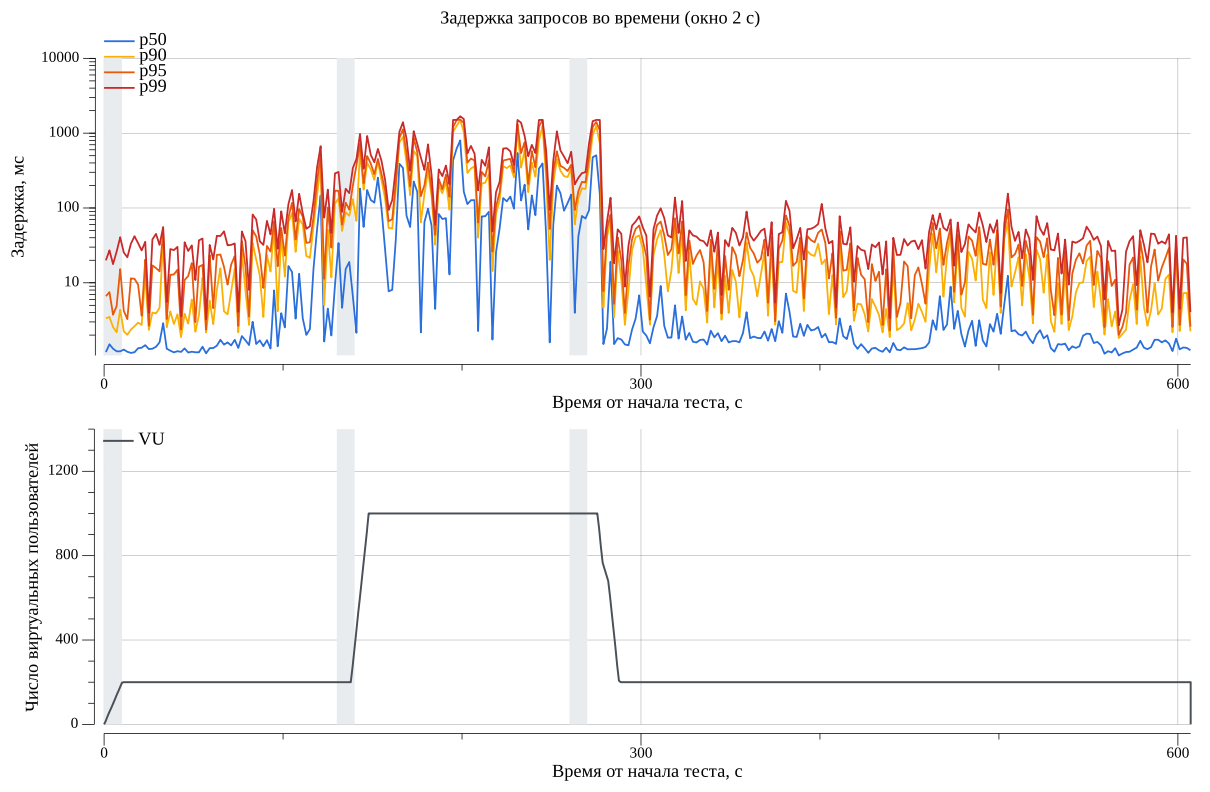 Задержка запросов во времени (окно 2 с)
p50
p90
p95
p99
10000
1000
100
10
Задержка, мс
0
300
600
Время от начала теста, с
VU
1200
800
400
0
Число виртуальных пользователей
0
300
600
Время от начала теста, с